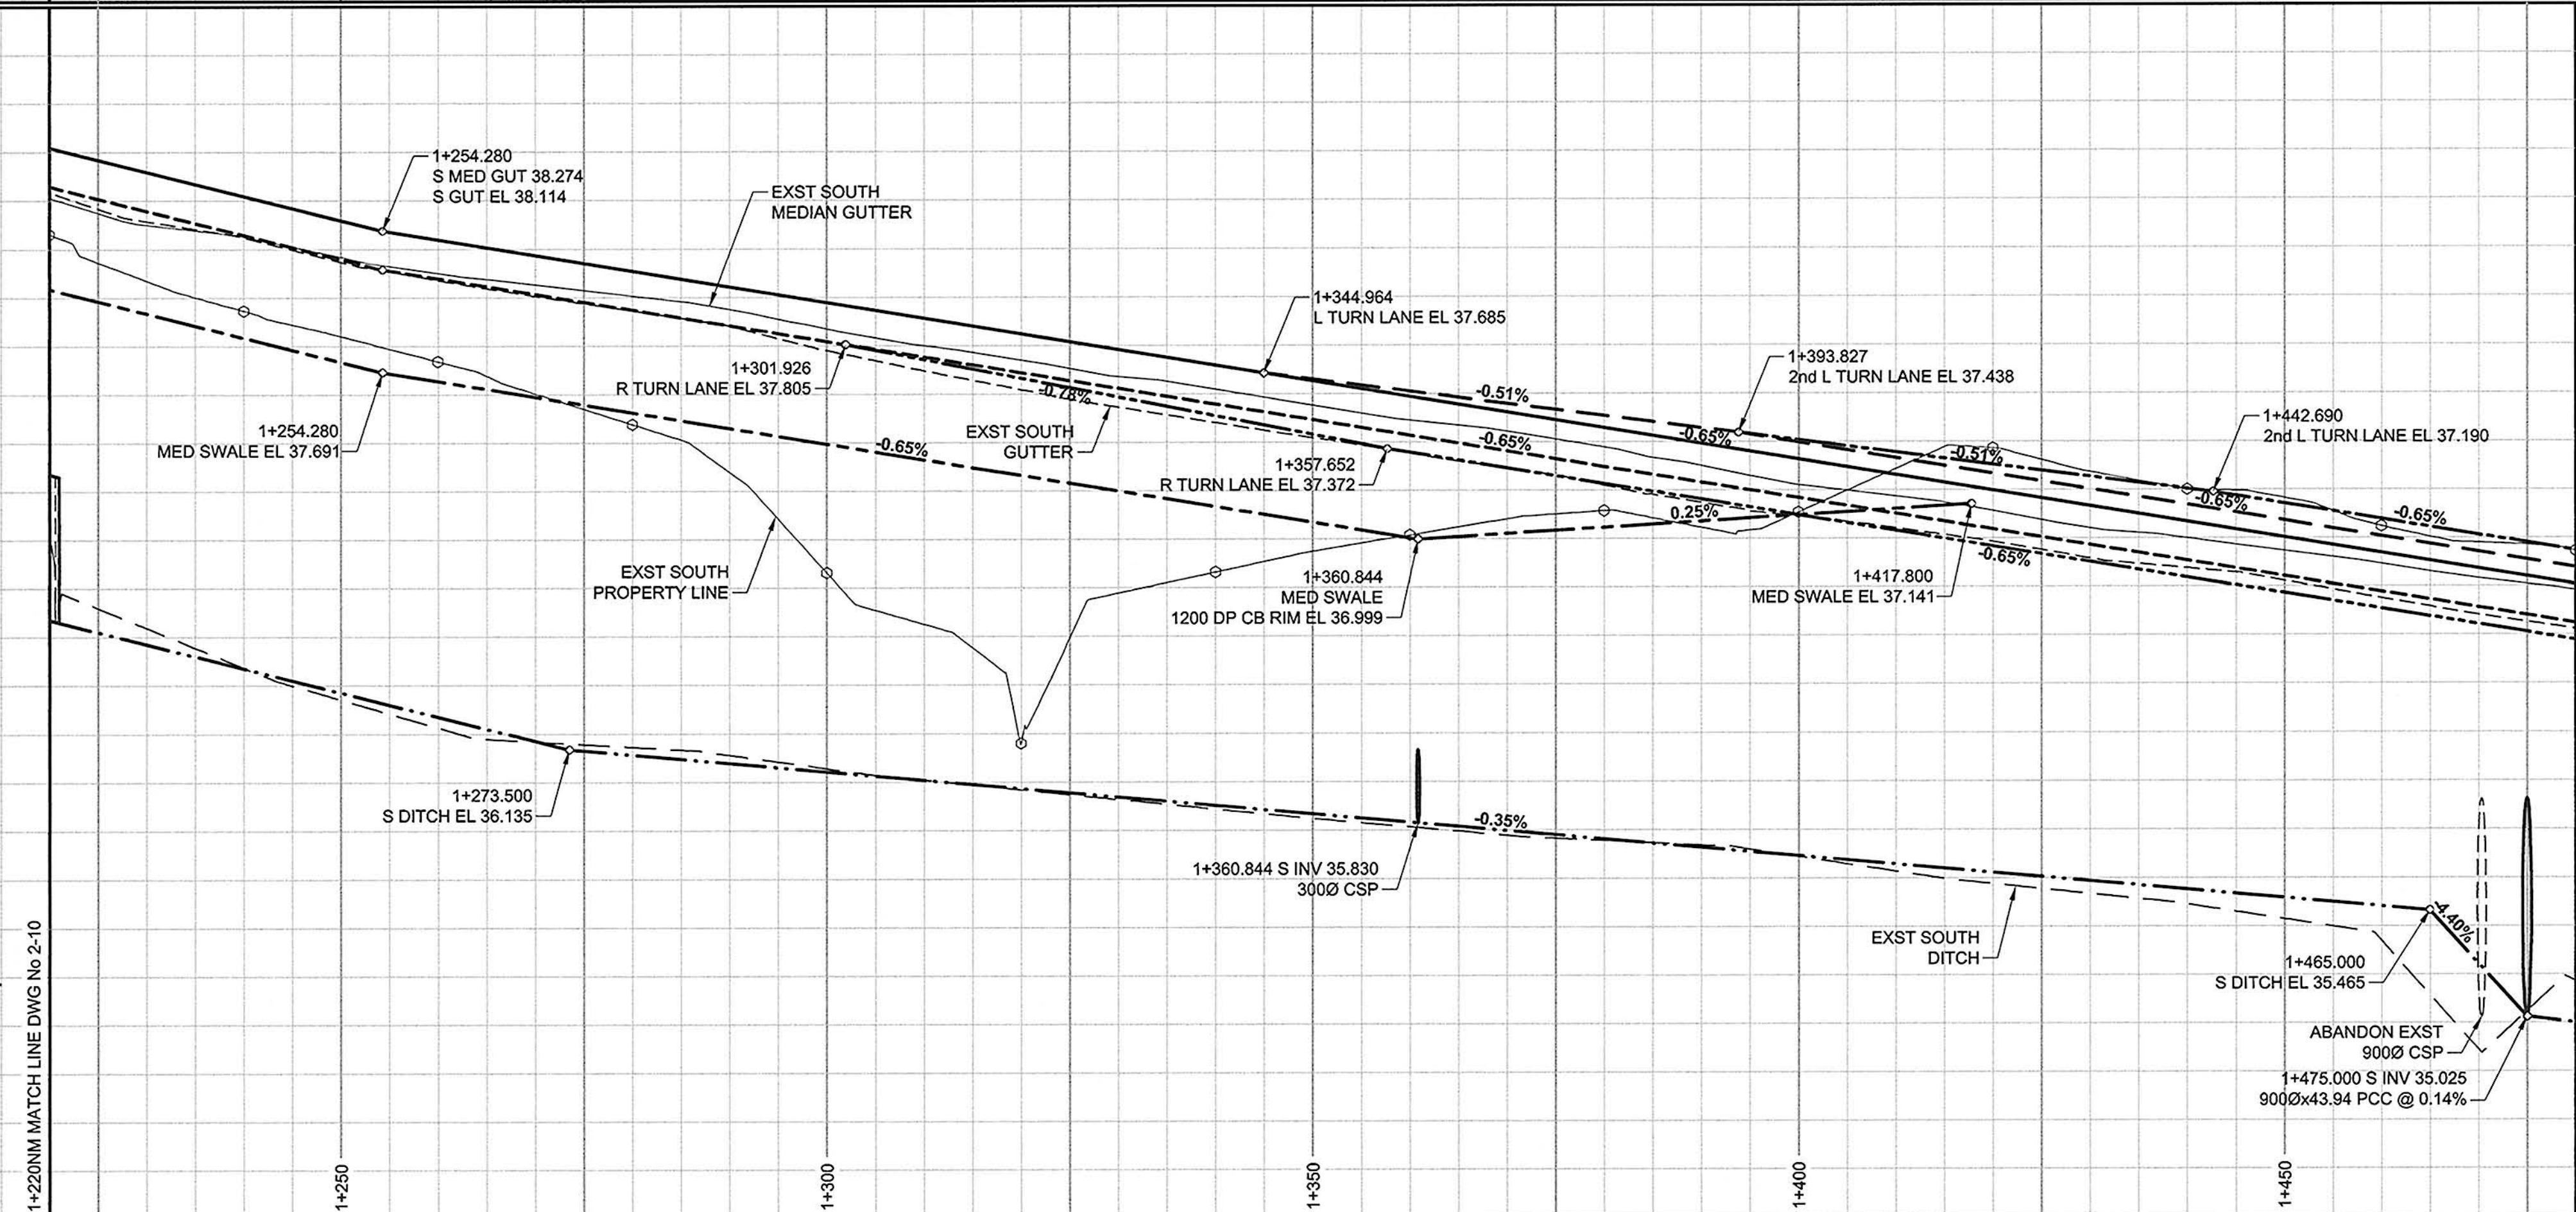 1+254.280
S MED GUT 38.274
S GUT EL 38.114
EXST SOUTH
MEDIAN GUTTER
1+344.964
L TURN LANE EL 37.685
1+393.827
2nd L TURN LANE EL 37.438
1+442.690
2nd L TURN LANE EL 37.190
1+301.926
R TURN LANE EL 37.805
-0.78%
-0.51%
1+254.280
MED SWALE EL 37.691
-0.65%
EXST SOUTH
GUTTER
-0.65%
-0.65%
-0.51%
1+357.652
R TURN LANE EL 37.372
0.25%
-0.65%
-0.65%
-0.65%
EXST SOUTH
PROPERTY LINE
1+360.844
MED SWALE
1200 DP CB RIM EL 36.999
1+417.800
MED SWALE EL 37.141
1+273.500
S DITCH EL 36.135
-0.35%
1+360.844 S INV 35.830
300Ø CSP
EXST SOUTH
DITCH
-4.40%
1+465.000
S DITCH EL 35.465
ABANDON EXST
900Ø CSP
1+475.000 S INV 35.025
900Øx43.94 PCC @ 0.14%
1+220NM MATCH LINE DWG No 2-10
1+250
1+300
1+350
1+400
1+450